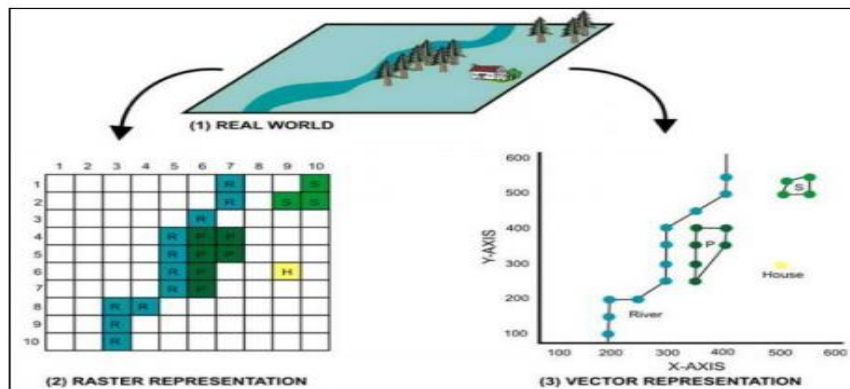 (1) REAL WORLD
1 2 3 4 5 6 7 8 9 10
1 R S
2 R S S
3 R
4 R P P
5 R P P
6 R P H
7 R P
8 R R
9 R
10 R
(2) RASTER REPRESENTATION
600
500
400
300
200
100
Y-AXIS
S
P
House
River
100 200 300 400 500 600
X-AXIS
(3) VECTOR REPRESENTATION